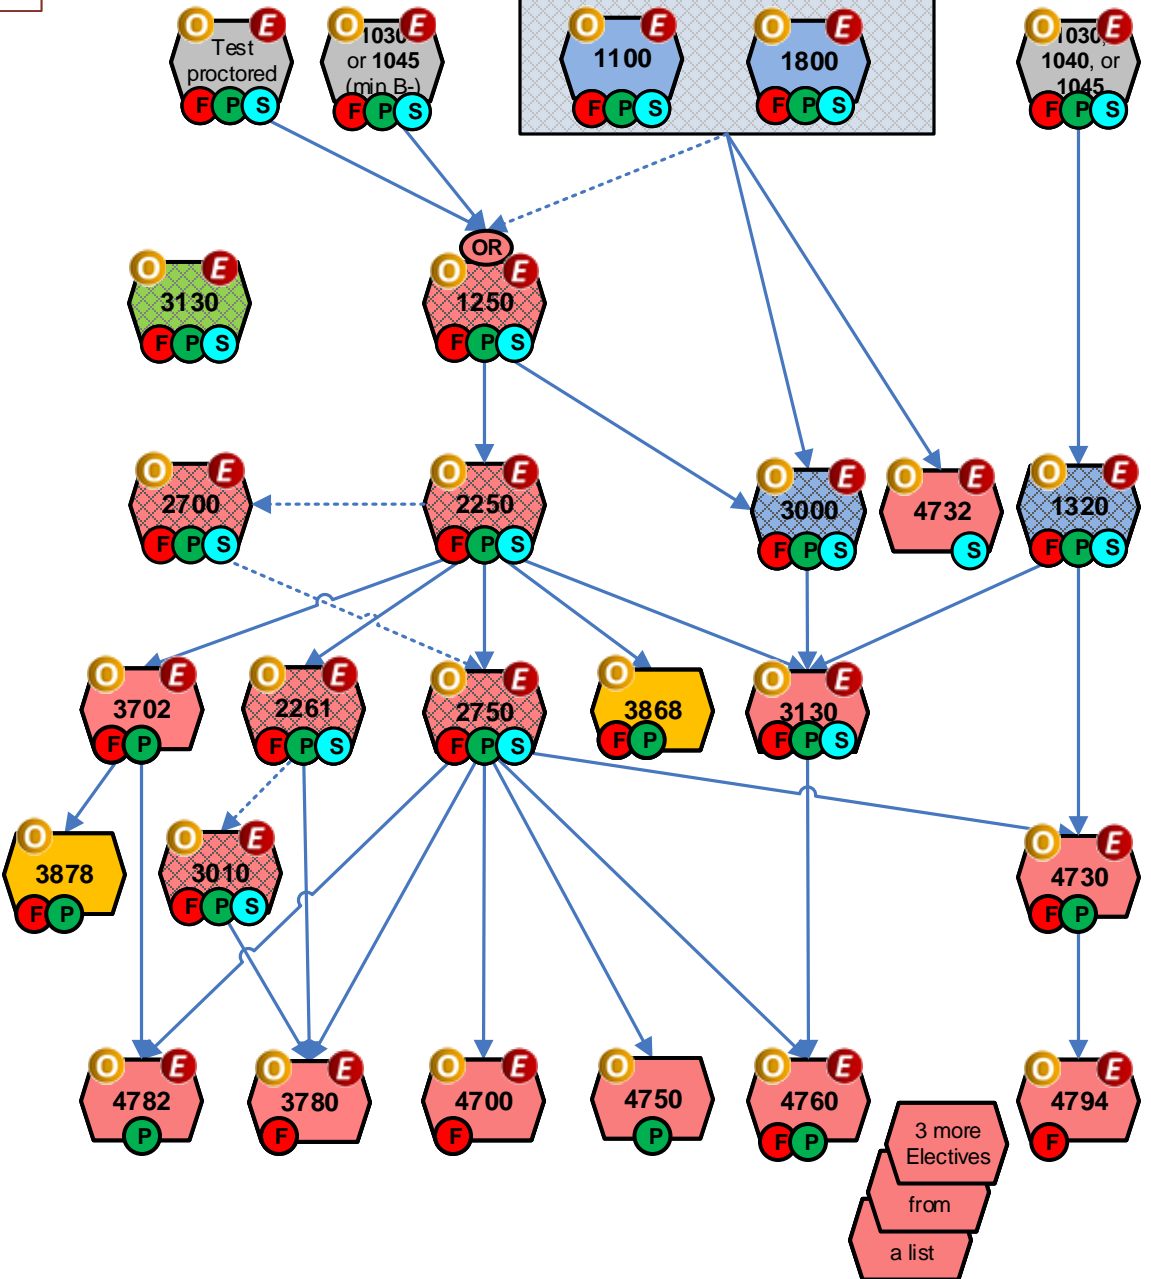 O E O E O E O E O E
Test
proctored
1030
or 1045
(min B-)
1100
1800
1030,
1040, or
1045
F P S F P S F P S F P S F P S
OR
O E O E
3130
1250
F P S F P S
O E O E O E O E O E
2700
2250
3000
4732
1320
F P S F P S F P S S F P S
O E O E O E O O E
3702
2261
2750
3868
3130
F P F P S F P S F P F P S
O O E O E
3878
3010
4730
F P F P S F P
O E O E O E O O E O E
4782
3780
4700
4750
4760
4794
P F F P F P F
3 more
Electives
from
a list